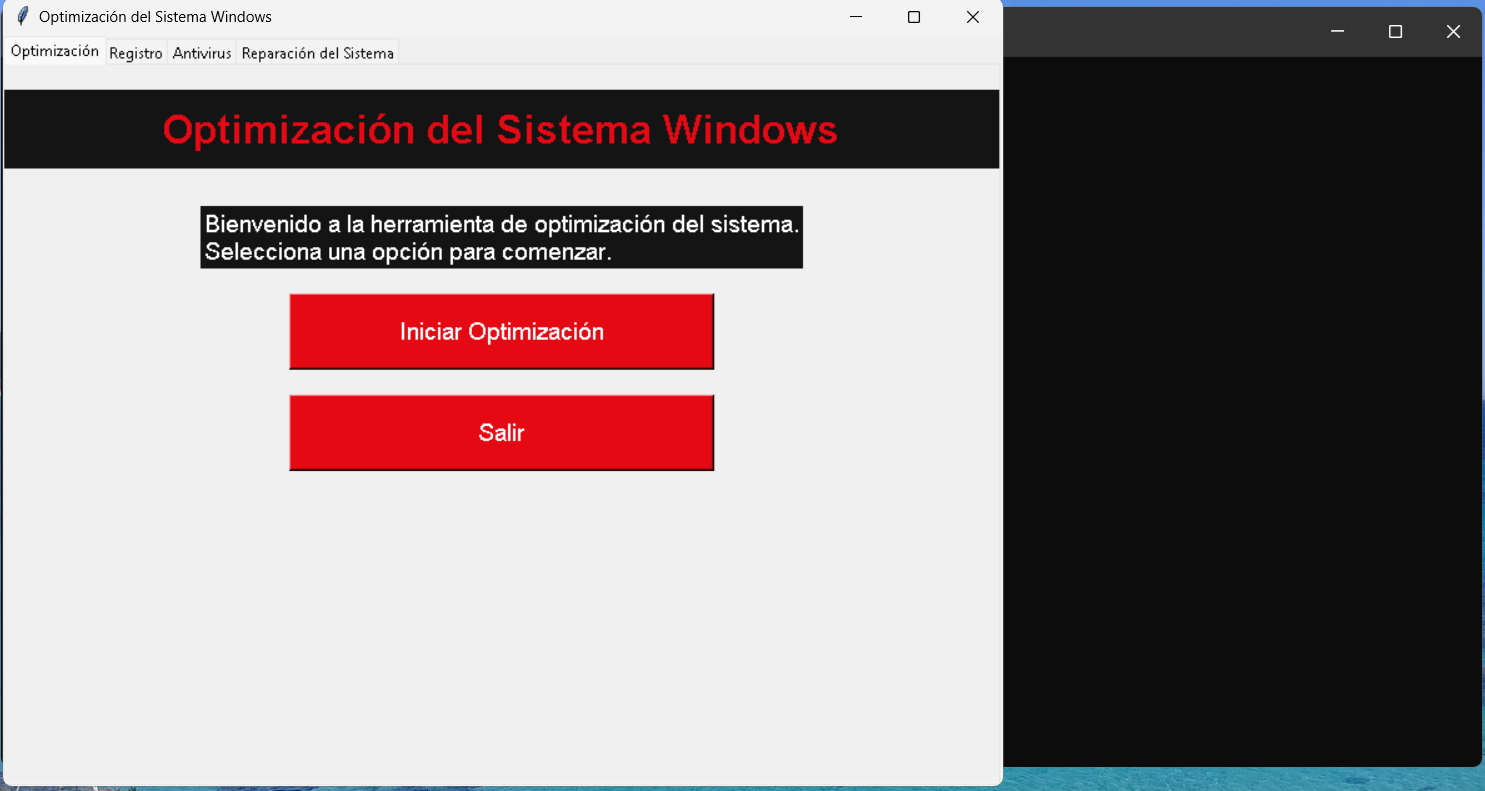 Optimización del Sistema Windows
Optimización Registro Antivirus Reparación del Sistema
Optimización del Sistema Windows
Bienvenido a la herramienta de optimización del sistema.
Selecciona una opción para comenzar.
Iniciar Optimización
Salir